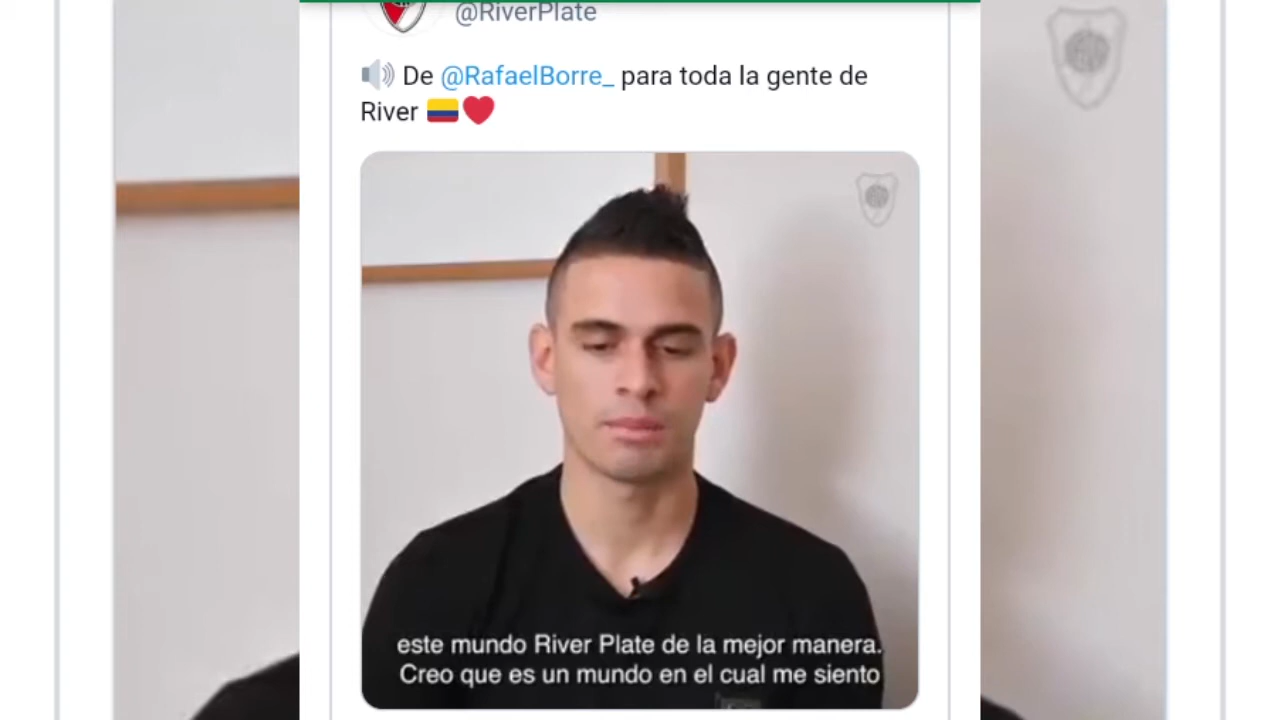 @RiverPlate
🔊 De @RafaelBorre_ para toda la gente de
River 🇨🇴❤️
este mundo River Plate de la mejor manera.
Creo que es un mundo en el cual me siento